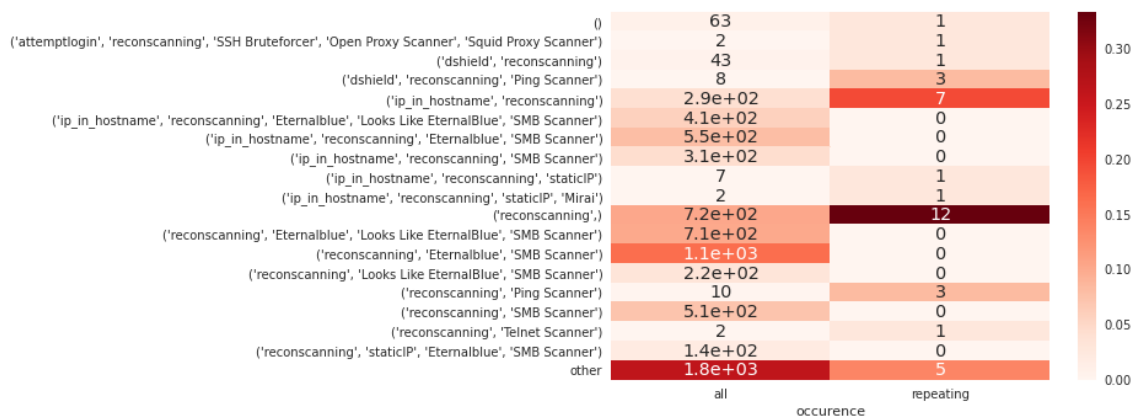 () 63 1
('attemptlogin', 'reconscanning', 'SSH Bruteforcer', 'Open Proxy Scanner', 'Squid Proxy Scanner') 2 1
('dshield', 'reconscanning') 43 1
('dshield', 'reconscanning', 'Ping Scanner') 8 3
('ip_in_hostname', 'reconscanning') 2.9e+02 7
('ip_in_hostname', 'reconscanning', 'Eternalblue', 'Looks Like EternalBlue', 'SMB Scanner') 4.1e+02 0
('ip_in_hostname', 'reconscanning', 'Eternalblue', 'SMB Scanner') 5.5e+02 0
('ip_in_hostname', 'reconscanning', 'SMB Scanner') 3.1e+02 0
('ip_in_hostname', 'reconscanning', 'staticIP') 7 1
('ip_in_hostname', 'reconscanning', 'staticIP', 'Mirai') 2 1
('reconscanning',) 7.2e+02 12
('reconscanning', 'Eternalblue', 'Looks Like EternalBlue', 'SMB Scanner') 7.1e+02 0
('reconscanning', 'Eternalblue', 'SMB Scanner') 1.1e+03 0
('reconscanning', 'Looks Like EternalBlue', 'SMB Scanner') 2.2e+02 0
('reconscanning', 'Ping Scanner') 10 3
('reconscanning', 'SMB Scanner') 5.1e+02 0
('reconscanning', 'Telnet Scanner') 2 1
('reconscanning', 'staticIP', 'Eternalblue', 'SMB Scanner') 1.4e+02 0
other 1.8e+03 5
all repeating
occurence
0.30
0.25
0.20
0.15
0.10
0.05
0.00